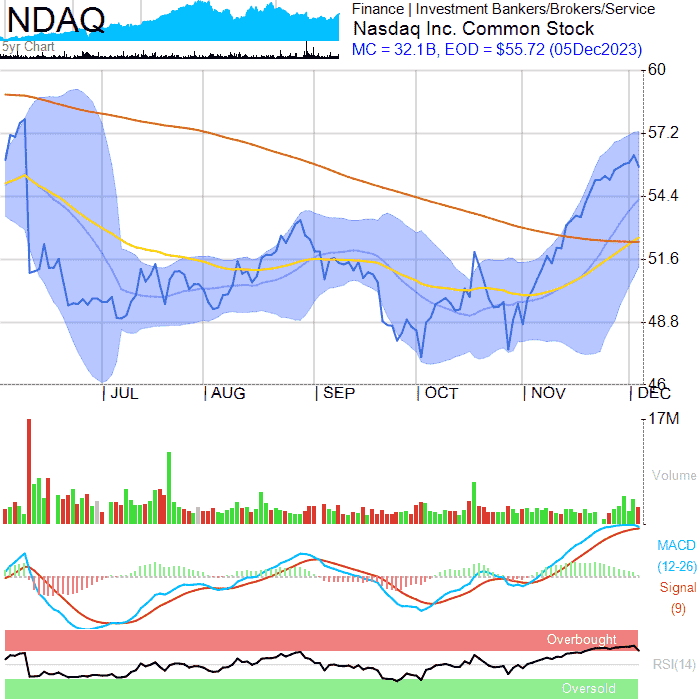 NDAQ
5yr Chart
Finance | Investment Bankers/Brokers/Service
Nasdaq Inc. Common Stock
MC = 32.1B, EOD = $55.72 (05Dec2023)
60
57.2
54.4
51.6
48.8
46
JUL AUG SEP OCT NOV DEC
17M
Volume
MACD
(12-26)
Signal
(9)
Overbought
RSI(14)
Oversold